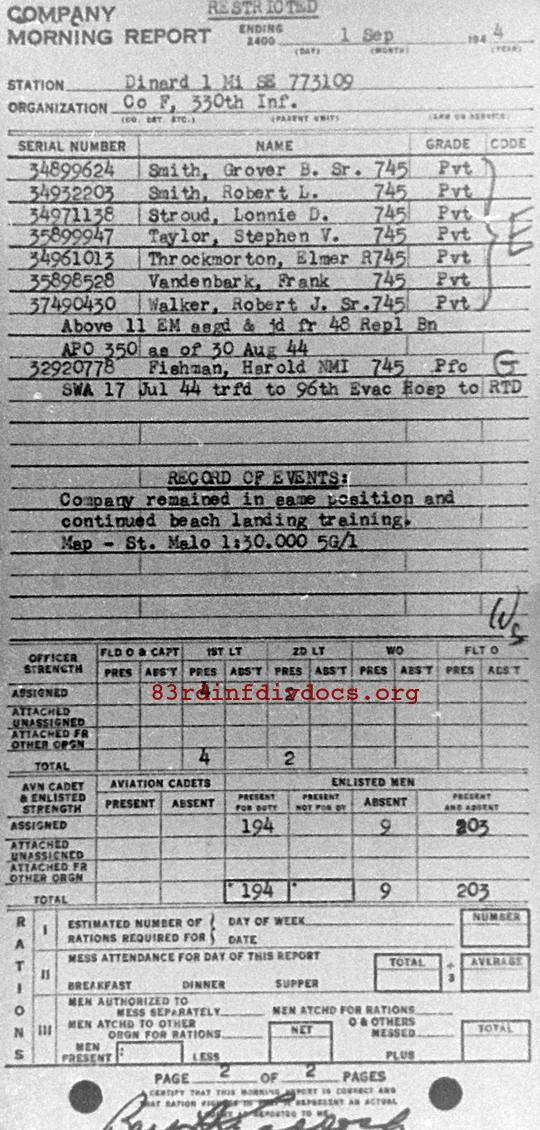 COMPANY
RESTRICTED
MORNING REPORT ENDING 2400 1 Sep 194 4
(DAY) (MONTH) (YEAR)
STATION Dinard 1 Mi SE 773109
ORGANIZATION Co F, 330th Inf.
(CO. DET. ETC.) (PARENT UNIT) (ARM OR SERVICE)
SERIAL NUMBER NAME GRADE CODE
34899624 Smith, Grover B. Sr. 745 Pvt
34932203 Smith, Robert L. 745 Pvt
34971138 Stroud, Lonnie D. 745 Pvt
35899947 Taylor, Stephen V. 745 Pvt E
34961013 Throckmorton, Elmer R 745 Pvt
35898528 Vandenbark, Frank 745 Pvt
37490430 Walker, Robert J. Sr. 745 Pvt
Above 11 EM asgd & jd fr 48 Repl Bn
APO 350 as of 30 Aug 44
32920778 Fishman, Harold NMI 745 Pfc G
SWA 17 Jul 44 trfd to 96th Evac Hosp to RTD
RECORD OF EVENTS:
Company remained in same position and
continued beach landing training.
Map - St. Malo 1:30.000 5G/1
OFFICER STRENGTH FLD O & CAPT 1ST LT 2D LT WO FLT O
PRES ABS'T PRES ABS'T PRES ABS'T PRES ABS'T PRES ABS'T
ASSIGNED 4 2
83rdinfdivdocs.org
ATTACHED UNASSIGNED
ATTACHED FR OTHER ORGN
TOTAL 4 2
AVN CADET & ENLISTED STRENGTH AVIATION CADETS ENLISTED MEN
PRESENT ABSENT PRESENT FOR DUTY PRESENT NOT FOR DY ABSENT PRESENT AND ABSENT
ASSIGNED 194 9 203
ATTACHED UNASSIGNED
ATTACHED FR OTHER ORGN
TOTAL 194 9 203
RATIONS
I ESTIMATED NUMBER OF RATIONS REQUIRED FOR { DAY OF WEEK DATE NUMBER
II MESS ATTENDANCE FOR DAY OF THIS REPORT TOTAL ÷ 3 AVERAGE
BREAKFAST DINNER SUPPER
III MEN AUTHORIZED TO MESS SEPARATELY MEN ATCHD FOR RATIONS
MEN ATCHD TO OTHER ORGN FOR RATIONS NET O & OTHERS MESSED TOTAL
MEN PRESENT LESS PLUS
PAGE 2 OF 2 PAGES
I CERTIFY THAT THIS MORNING REPORT IS CORRECT AND